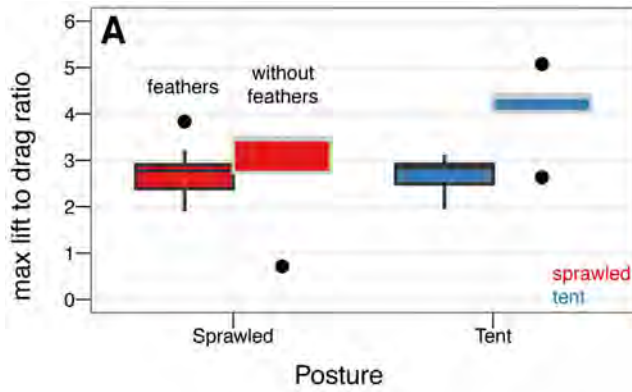 A
6
5
4
3
2
1
0
max lift to drag ratio
feathers
without
feathers
sprawled
tent
Sprawled
Tent
Posture